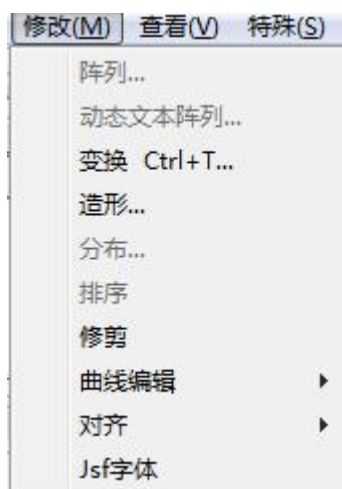 修改(M) 查看(V) 特殊(S)
阵列...
动态文本阵列...
变换 Ctrl+T...
造形...
分布...
排序
修剪
曲线编辑
对齐
Jsf字体